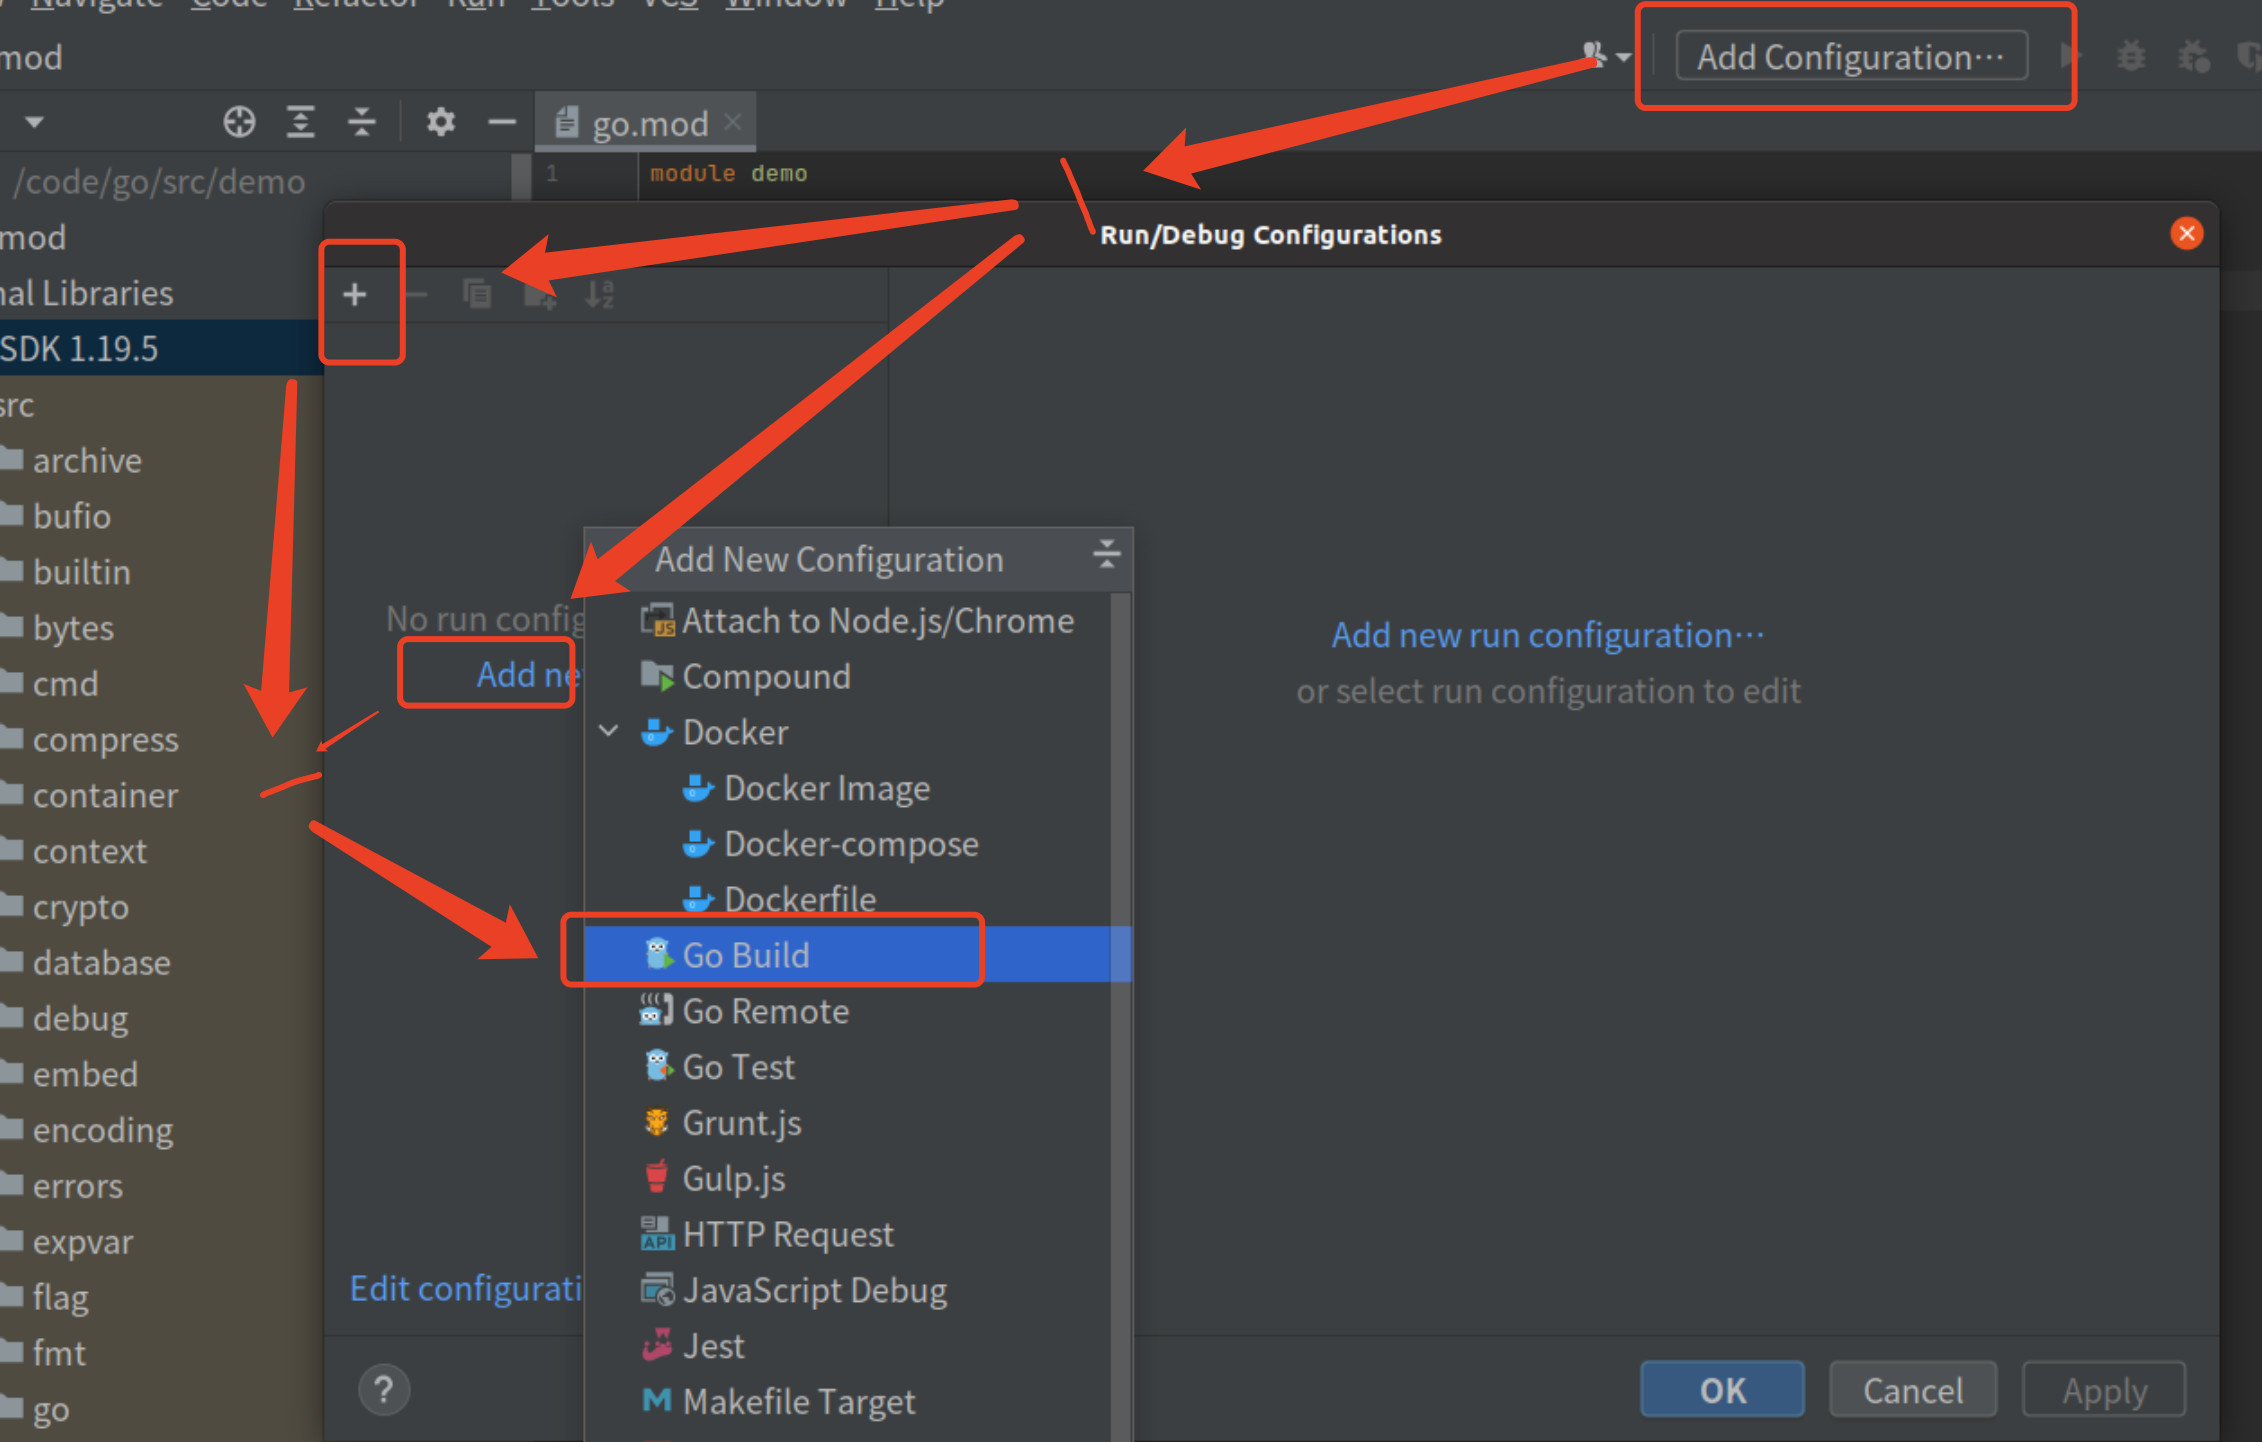 Navigate Code Refactor Run Tools VCS Window Help
mod
Add Configuration...
go.mod
/code/go/src/demo
1 module demo
mod
Run/Debug Configurations
nal Libraries
SDK 1.19.5
src
archive
bufio
builtin
bytes
cmd
compress
container
context
crypto
database
debug
embed
encoding
errors
expvar
flag
fmt
go
No run config
Add ne
Edit configurati
Add New Configuration
Attach to Node.js/Chrome
Compound
Docker
Docker Image
Docker-compose
Dockerfile
Go Build
Go Remote
Go Test
Grunt.js
Gulp.js
HTTP Request
JavaScript Debug
Jest
Makefile Target
Add new run configuration...
or select run configuration to edit
?
OK
Cancel
Apply